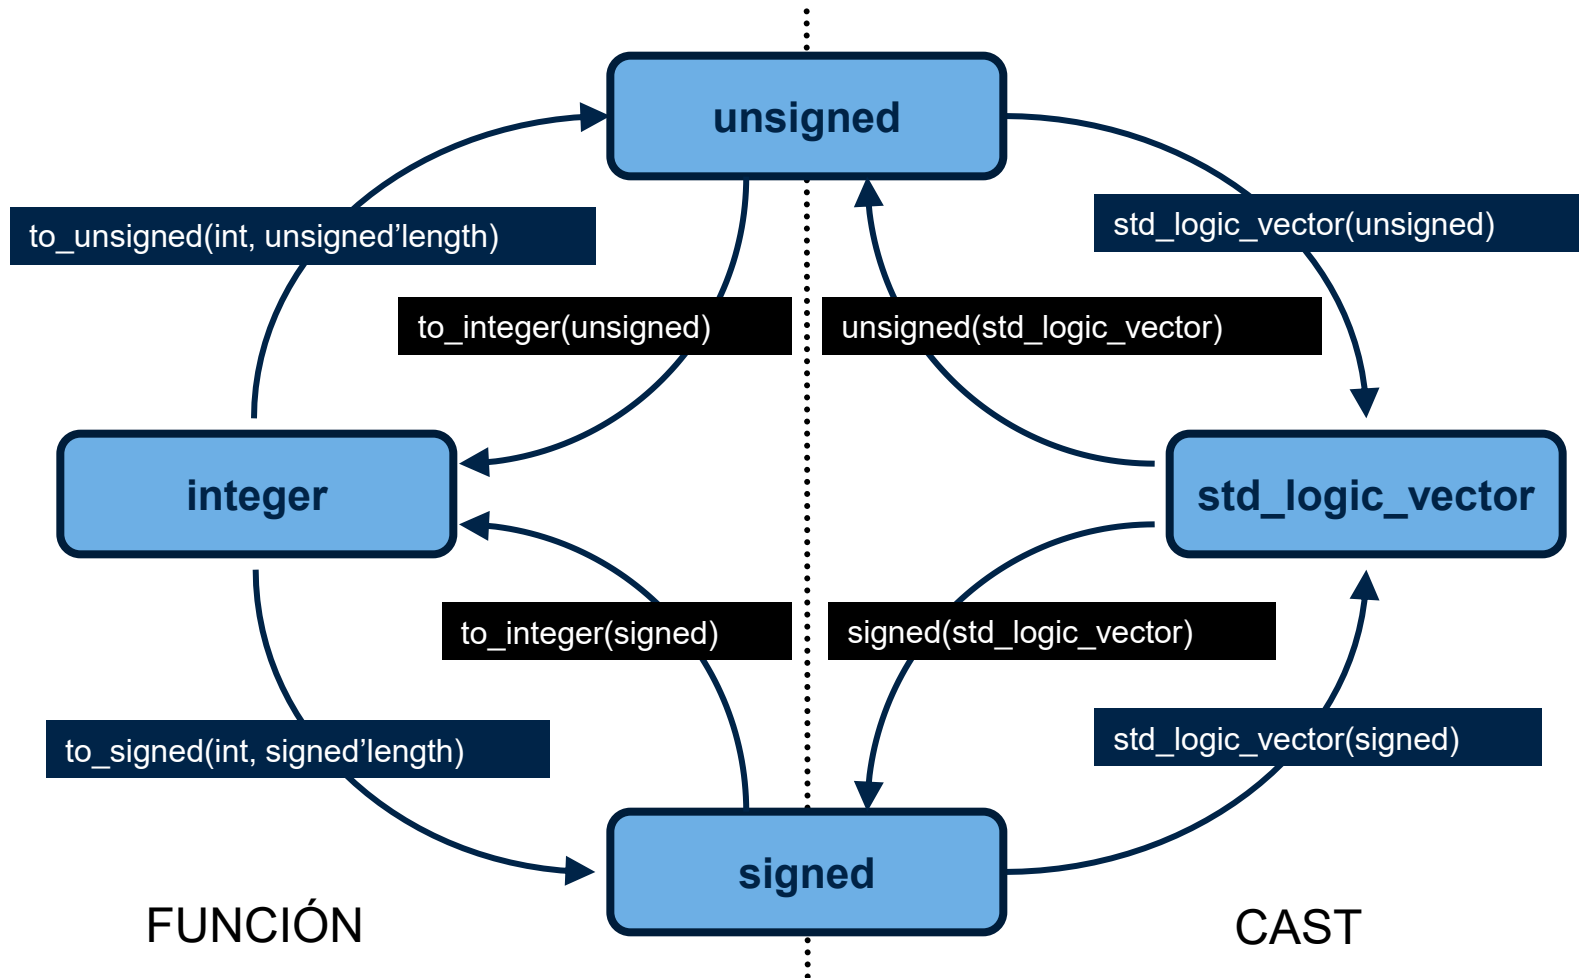 unsigned
to_unsigned(int, unsigned’length)
std_logic_vector(unsigned)
to_integer(unsigned)
unsigned(std_logic_vector)
integer
std_logic_vector
to_integer(signed)
signed(std_logic_vector)
to_signed(int, signed’length)
std_logic_vector(signed)
signed
FUNCIÓN
CAST